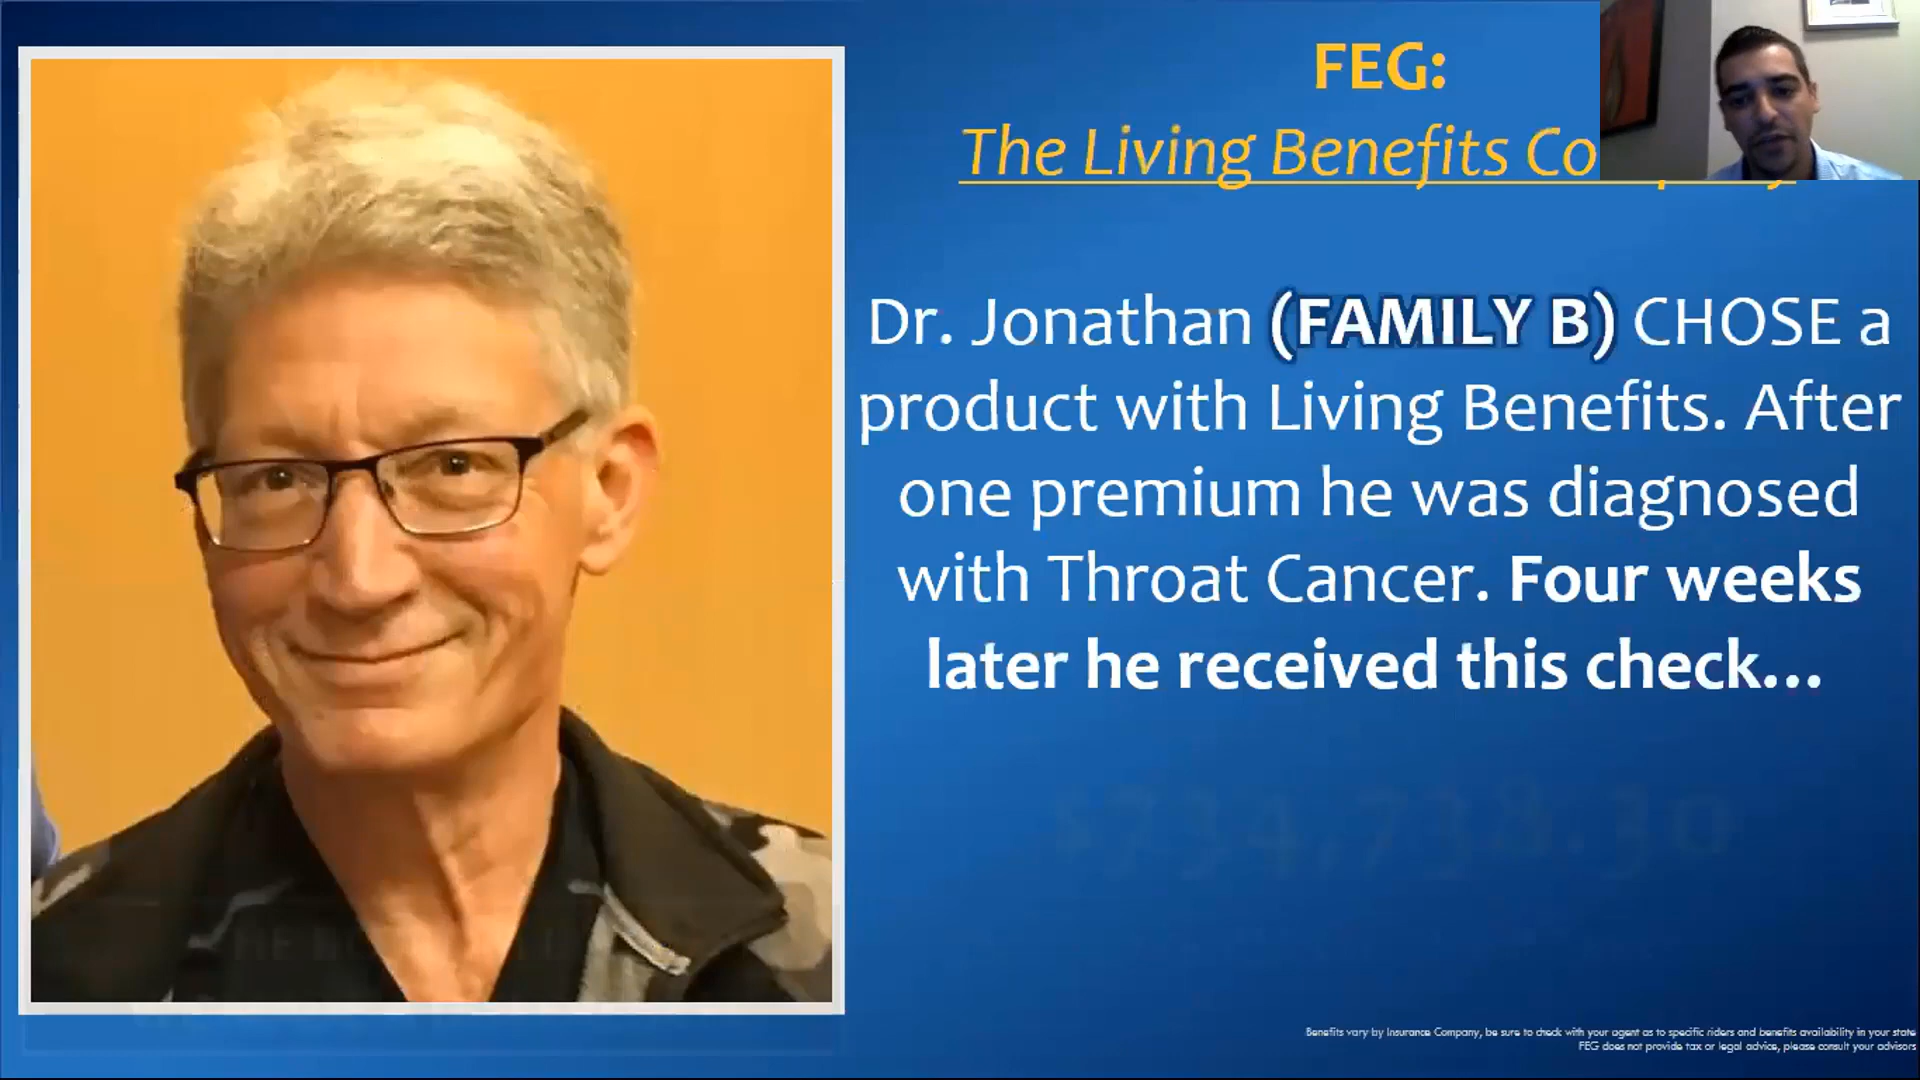 FEG:
The Living Benefits Co
Dr. Jonathan (FAMILY B) CHOSE a
product with Living Benefits. After
one premium he was diagnosed
with Throat Cancer. Four weeks
later he received this check...
$734,738.30
Benefits vary by Insurance Company, be sure to check with your agent as to specific riders and benefits availability in your state
FEG does not provide tax or legal advice, please consult your advisors